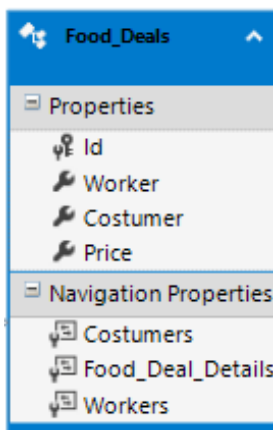 Food_Deals
Properties
Id
Worker
Costumer
Price
Navigation Properties
Costumers
Food_Deal_Details
Workers